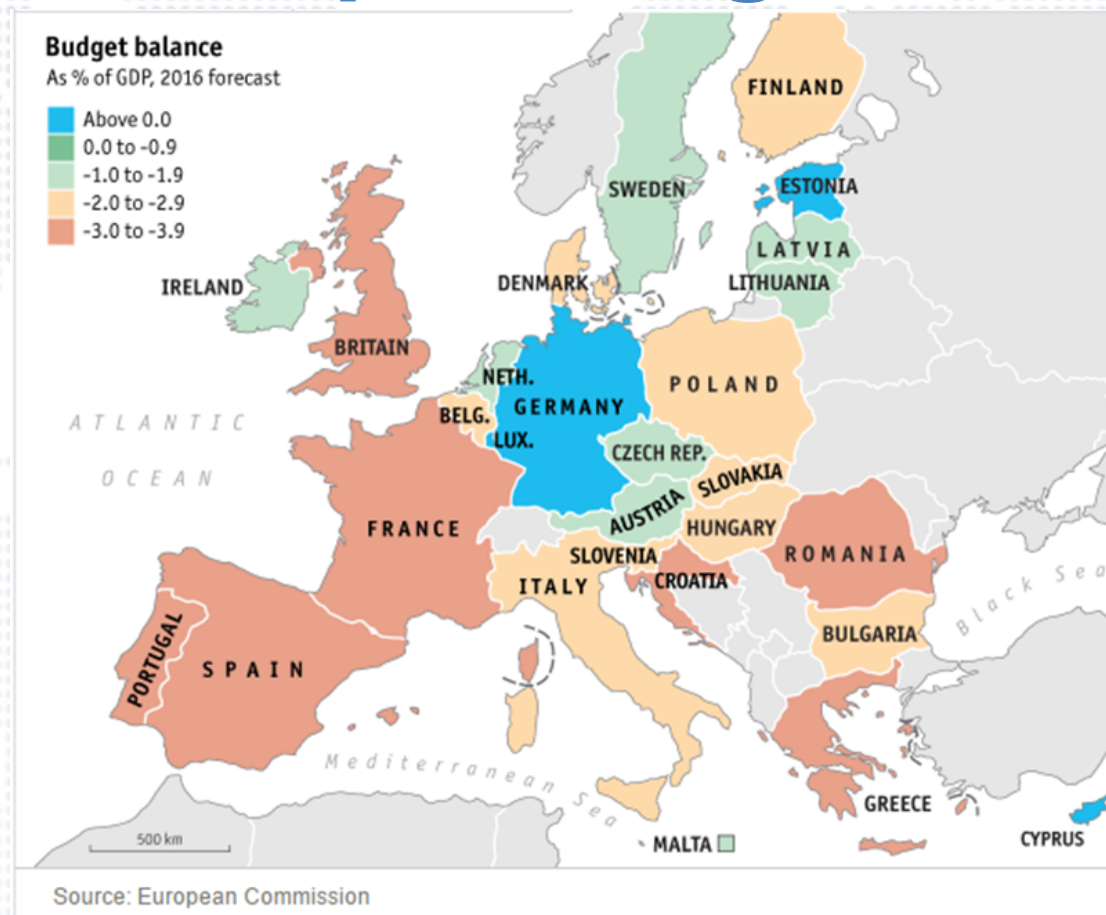 Budget balance
As % of GDP, 2016 forecast
Above 0.0
0.0 to -0.9
-1.0 to -1.9
-2.0 to -2.9
-3.0 to -3.9
FINLAND
SWEDEN
ESTONIA
LATVIA
LITHUANIA
DENMARK
IRELAND
BRITAIN
NETH.
POLAND
GERMANY
BELG.
LUX.
ATLANTIC
OCEAN
CZECH REP.
SLOVAKIA
AUSTRIA
HUNGARY
FRANCE
SLOVENIA
ROMANIA
ITALY
CROATIA
Black Sea
BULGARIA
PORTUGAL
SPAIN
Mediterranean Sea
GREECE
CYPRUS
MALTA
500 km
Source: European Commission